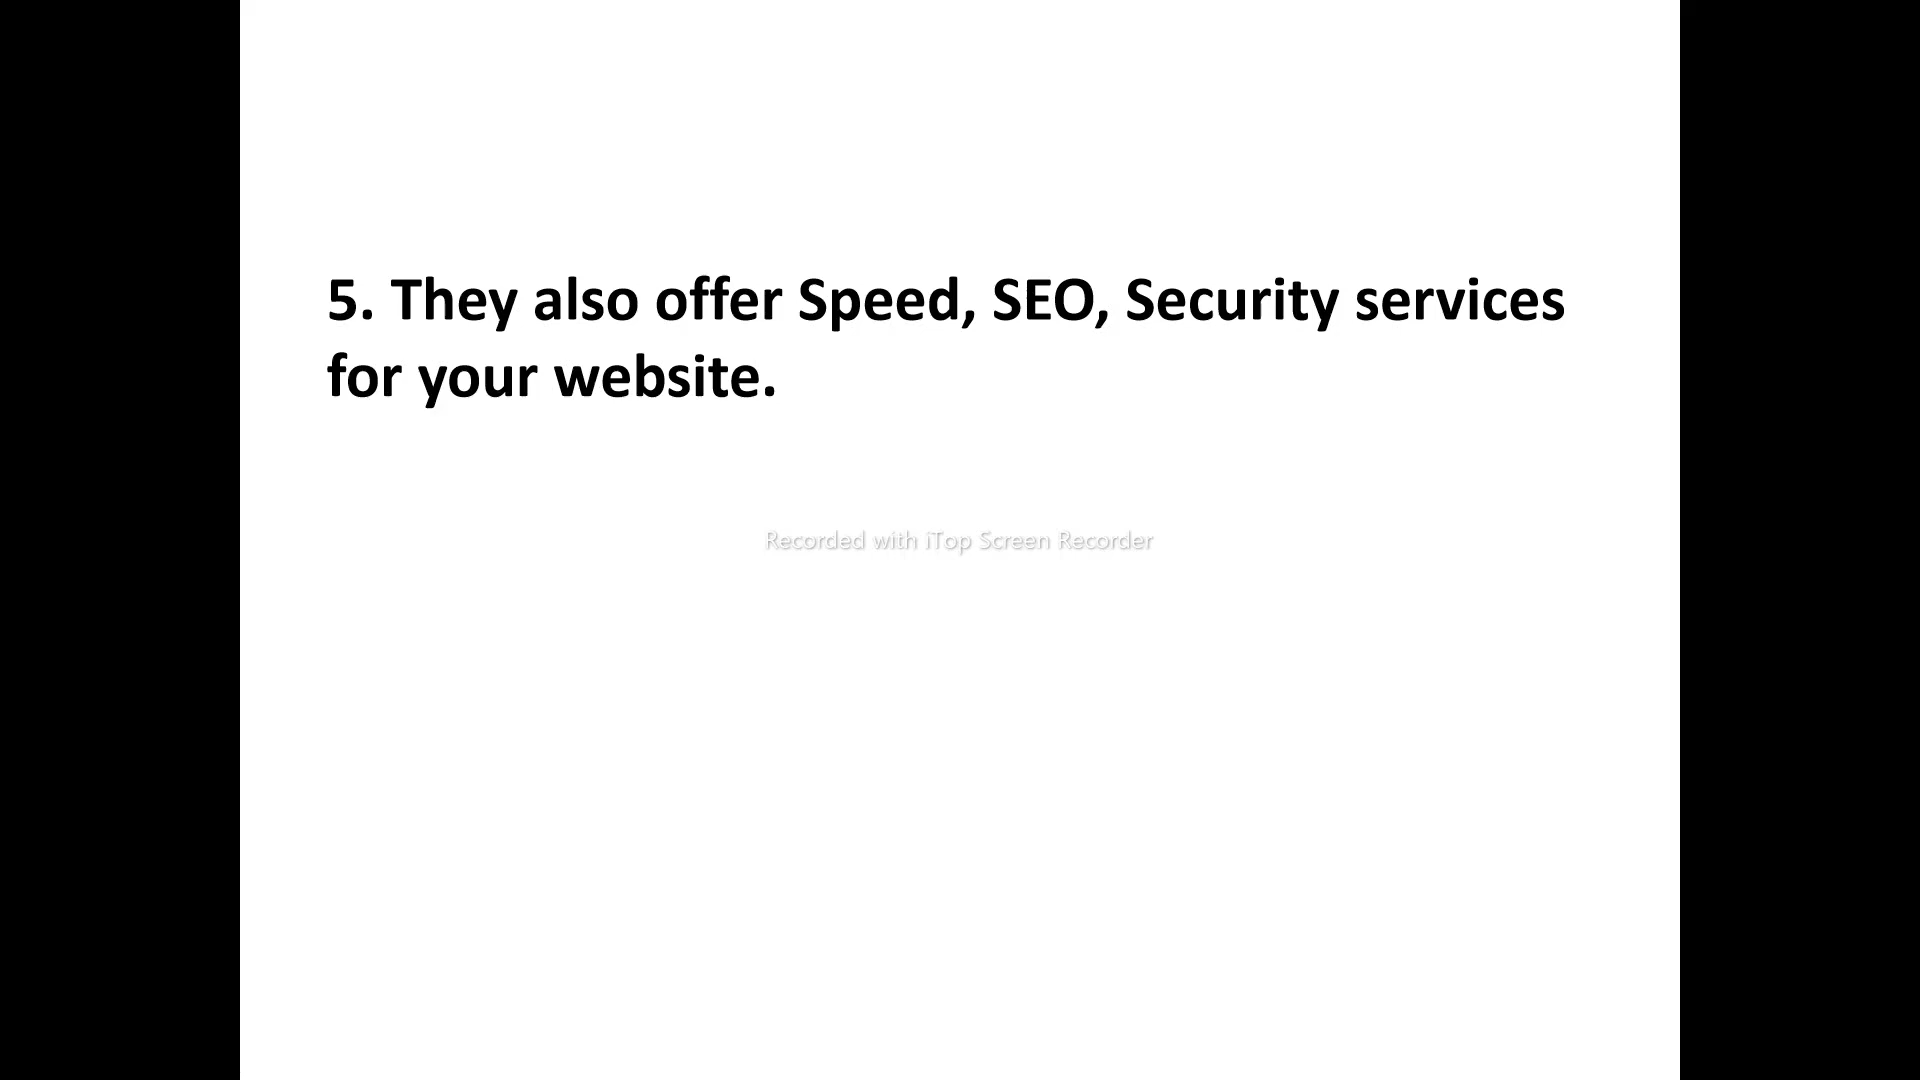 5. They also offer Speed, SEO, Security services
for your website.
Recorded with iTop Screen Recorder